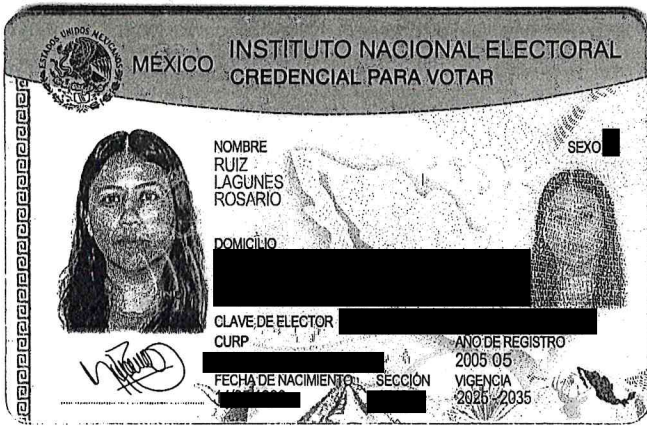 ESTADOS UNIDOS MEXICANOS
MÉXICO INSTITUTO NACIONAL ELECTORAL
CREDENCIAL PARA VOTAR
NOMBRE SEXO
RUIZ
LAGUNES
ROSARIO
DOMICILIO
CLAVE DE ELECTOR
CURP AÑO DE REGISTRO
2005 05
FECHA DE NACIMIENTO SECCIÓN VIGENCIA
2025 - 2035